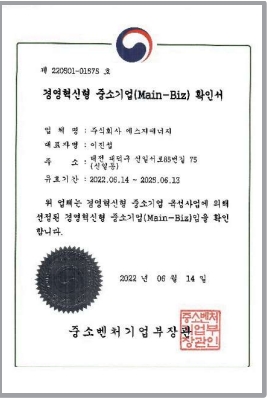 제 220501-01575 호
경영혁신형 중소기업(Main-Biz) 확인서
업 체 명 : 주식회사 에스제에너지
대표자명 : 이진섭
주 소 : 대전 대덕구 신일서로85번길 75
(신일동)
유효기간 : 2022.06.14 ~ 2025.06.13
위 업체는 경영혁신형 중소기업 육성사업에 의해
선정된 경영혁신형 중소기업(Main-Biz)임을 확인
합니다.
2022 년 06 월 14 일
중소벤처기업부장관
중소벤처
기업부
장관인